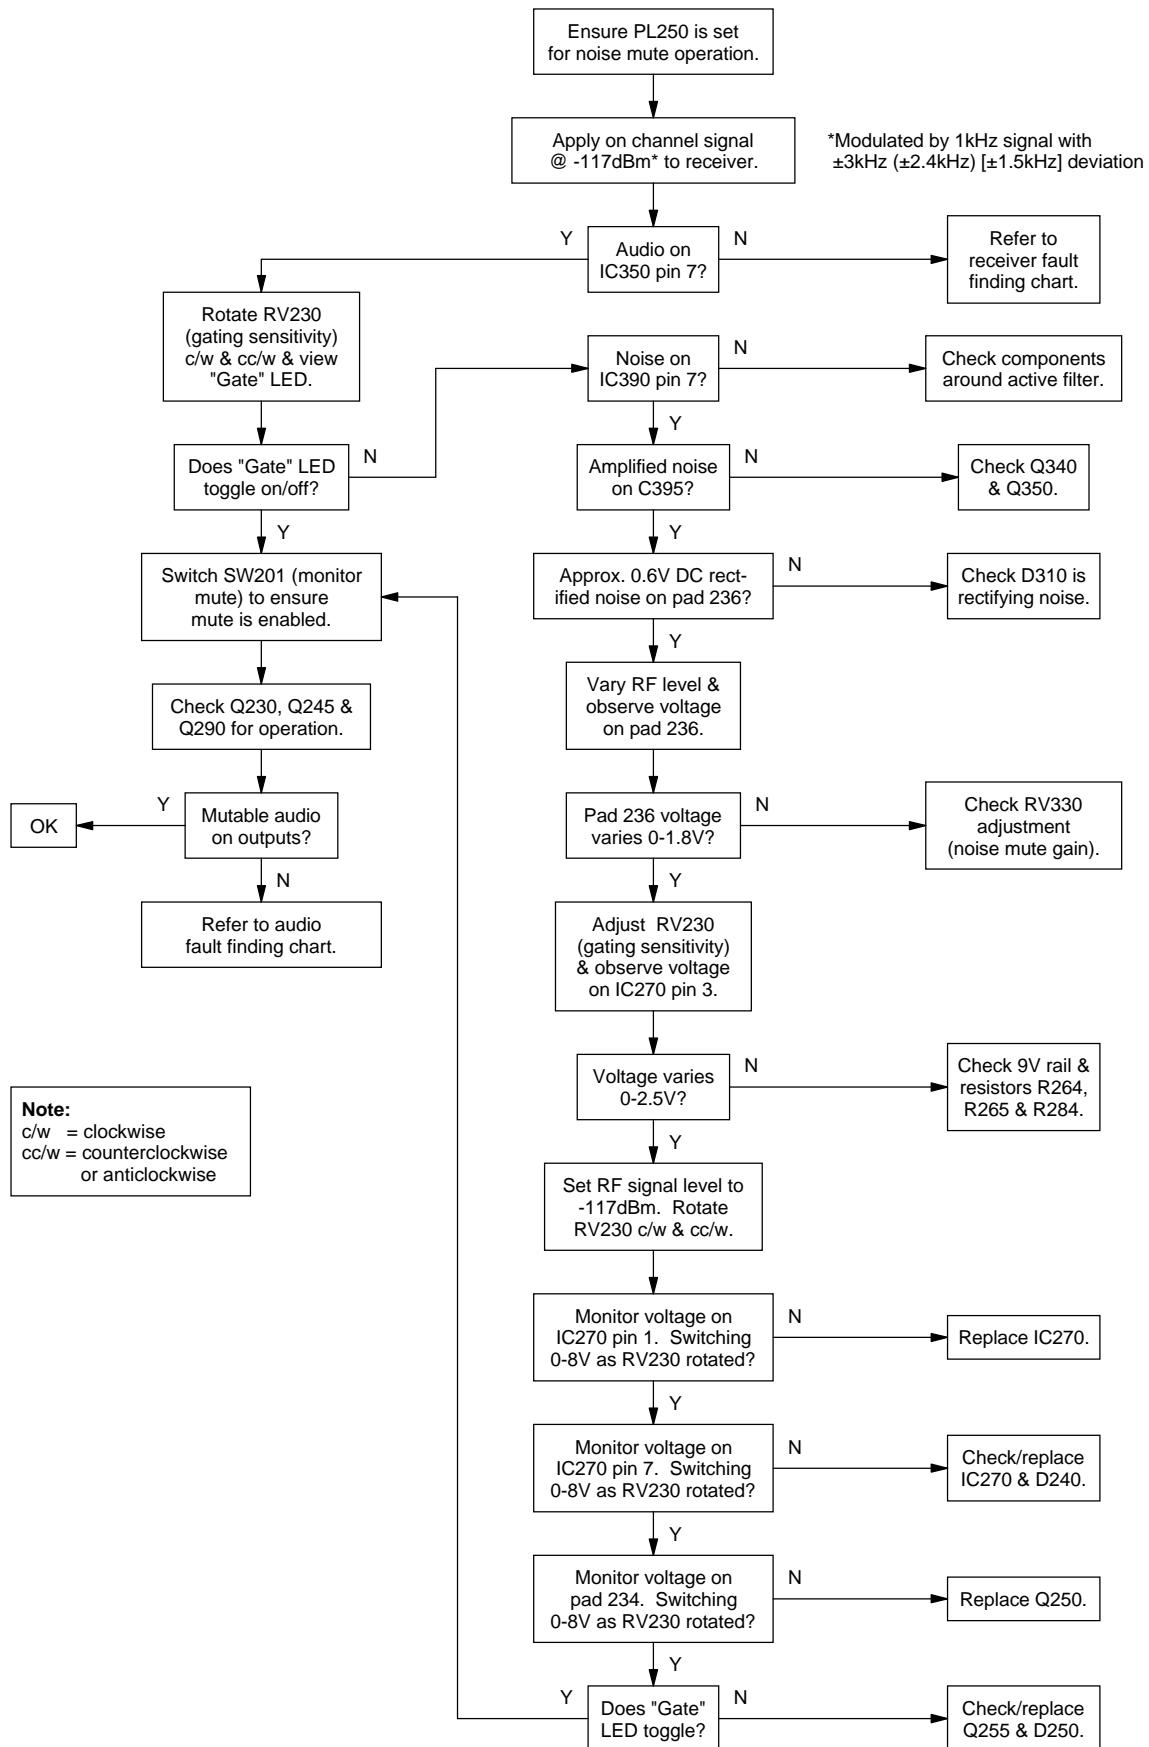 Ensure PL250 is set
for noise mute operation.
Apply on channel signal
@ -117dBm* to receiver.
*Modulated by 1kHz signal with
±3kHz (±2.4kHz) [±1.5kHz] deviation
Y
Audio on
IC350 pin 7?
N
Refer to
receiver fault
finding chart.
Rotate RV230
(gating sensitivity)
c/w & cc/w & view
"Gate" LED.
Noise on
IC390 pin 7?
N
Check components
around active filter.
Y
Does "Gate" LED
toggle on/off?
N
Amplified noise
on C395?
N
Check Q340
& Q350.
Y
Y
Switch SW201 (monitor
mute) to ensure
mute is enabled.
Approx. 0.6V DC rect-
ified noise on pad 236?
N
Check D310 is
rectifying noise.
Y
Check Q230, Q245 &
Q290 for operation.
Vary RF level &
observe voltage
on pad 236.
OK
Y
Mutable audio
on outputs?
N
Pad 236 voltage
varies 0-1.8V?
N
Check RV330
adjustment
(noise mute gain).
Y
Refer to audio
fault finding chart.
Adjust  RV230
(gating sensitivity)
& observe voltage
on IC270 pin 3.
Voltage varies
0-2.5V?
N
Check 9V rail &
resistors R264,
R265 & R284.
Y
Note:
c/w   = clockwise
cc/w = counterclockwise
or anticlockwise
Set RF signal level to
-117dBm.  Rotate
RV230 c/w & cc/w.
Monitor voltage on
IC270 pin 1.  Switching
0-8V as RV230 rotated?
N
Replace IC270.
Y
Monitor voltage on
IC270 pin 7.  Switching
0-8V as RV230 rotated?
N
Check/replace
IC270 & D240.
Y
Monitor voltage on
pad 234.  Switching
0-8V as RV230 rotated?
N
Replace Q250.
Y
Y
Does "Gate"
LED toggle?
N
Check/replace
Q255 & D250.